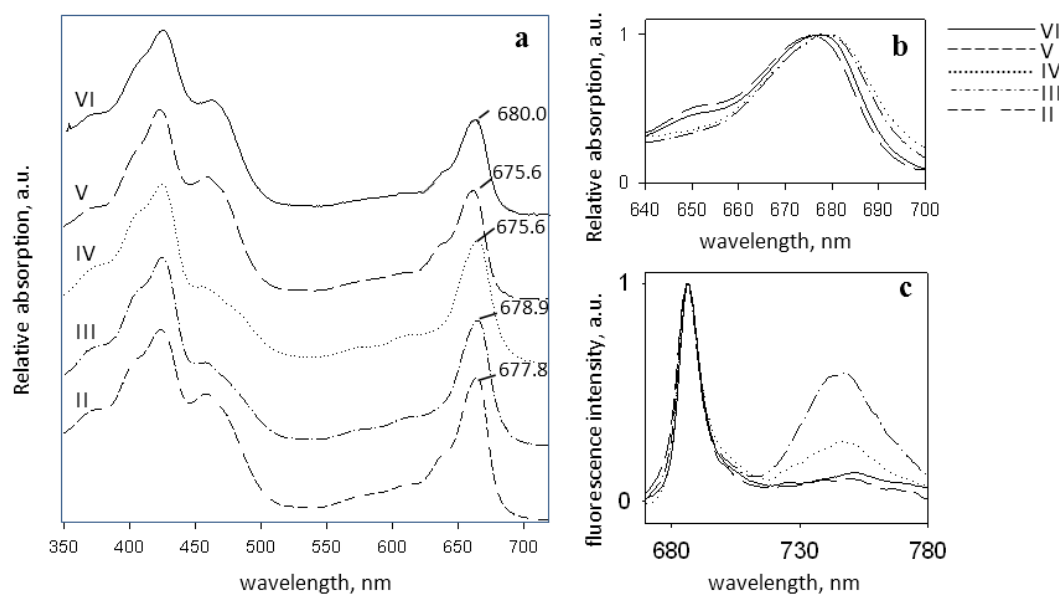 a
VI
V
IV
III
II
680.0
675.6
675.6
678.9
677.8
Relative absorption, a.u.
350 400 450 500 550 600 650 700
wavelength, nm
b
1
0
Relative absorption, a.u.
640 650 660 670 680 690 700
wavelength, nm
VI
V
IV
III
II
c
1
0
fluorescence intensity, a.u.
680 730 780
wavelength, nm